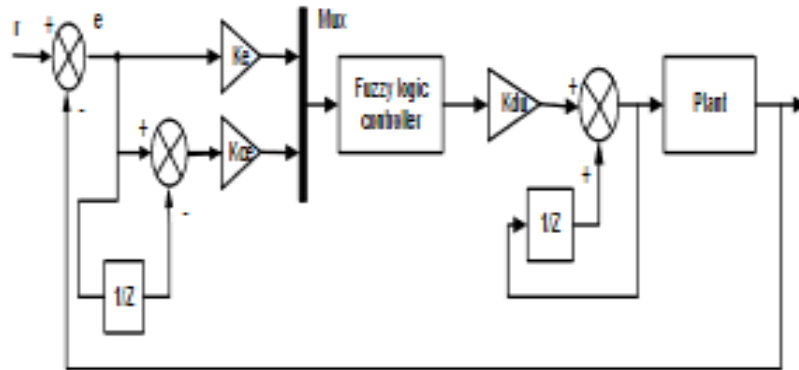 r
+
e
-
Ke
Mux
+
-
Kce
1/Z
Fuzzy logic
controller
Kdu
+
+
1/Z
Plant